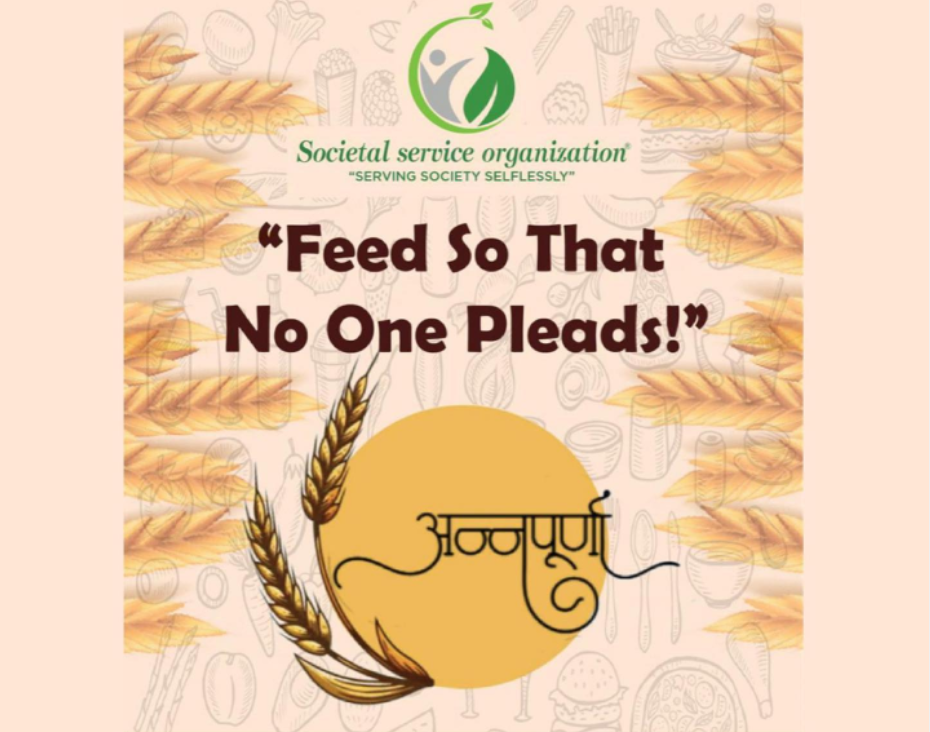 Societal service organization®
“SERVING SOCIETY SELFLESSLY”
“Feed So That
No One Pleads!”
अन्नपूर्णा